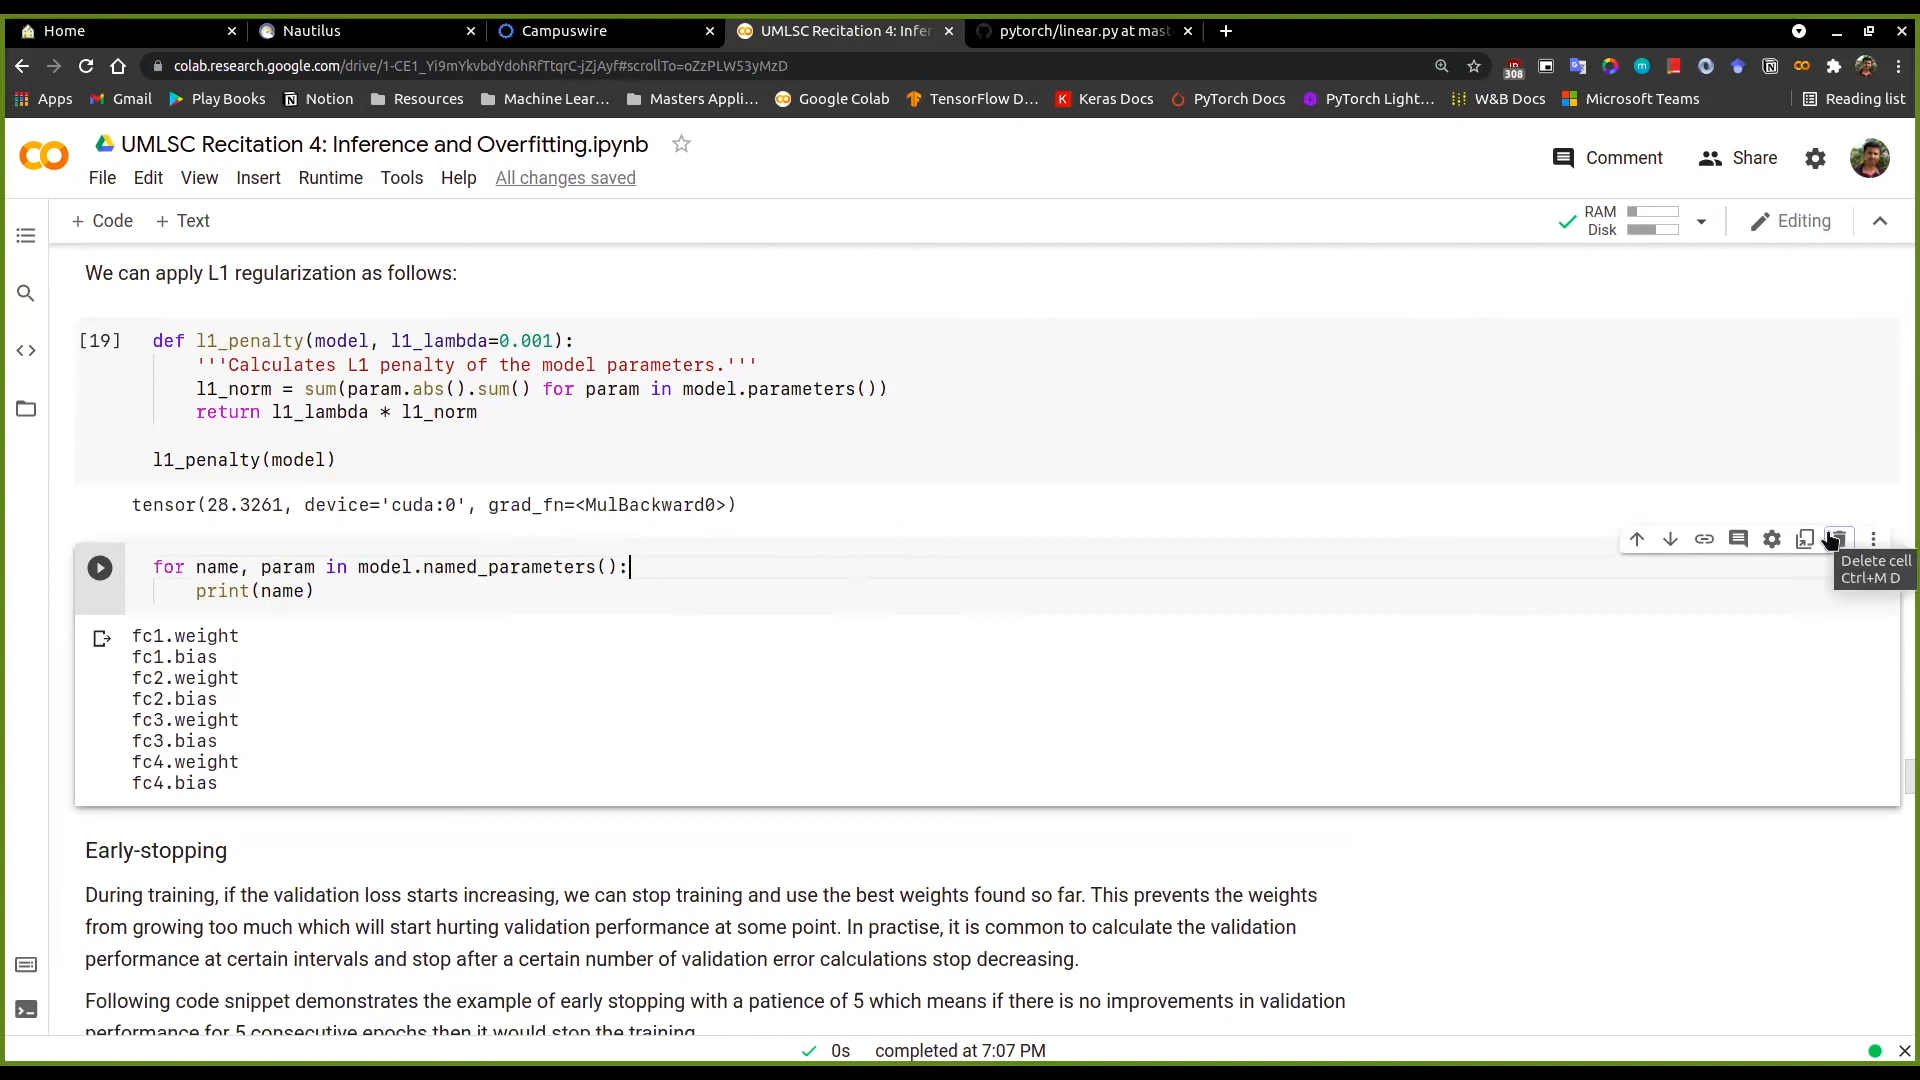 Home
Nautilus
Campuswire
UMLSC Recitation 4: Infer
pytorch/linear.py at mast
colab.research.google.com/drive/1-CE1_Yi9mYkvbdYdohRfTtqrC-jZjAyf#scrollTo=oZzPLW53yMzD
308
Apps
Gmail
Play Books
Notion
Resources
Machine Lear...
Masters Appli...
Google Colab
TensorFlow D...
Keras Docs
PyTorch Docs
PyTorch Light...
W&B Docs
Microsoft Teams
Reading list
UMLSC Recitation 4: Inference and Overfitting.ipynb
Comment
Share
File Edit View Insert Runtime Tools Help All changes saved
+ Code + Text
RAM
Disk
Editing
We can apply L1 regularization as follows:
[19] def l1_penalty(model, l1_lambda=0.001):
'''Calculates L1 penalty of the model parameters.'''
l1_norm = sum(param.abs().sum() for param in model.parameters())
return l1_lambda * l1_norm
l1_penalty(model)
tensor(28.3261, device='cuda:0', grad_fn=<MulBackward0>)
Delete cell
Ctrl+M D
for name, param in model.named_parameters():
print(name)
fc1.weight
fc1.bias
fc2.weight
fc2.bias
fc3.weight
fc3.bias
fc4.weight
fc4.bias
Early-stopping
During training, if the validation loss starts increasing, we can stop training and use the best weights found so far. This prevents the weights
from growing too much which will start hurting validation performance at some point. In practise, it is common to calculate the validation
performance at certain intervals and stop after a certain number of validation error calculations stop decreasing.
Following code snippet demonstrates the example of early stopping with a patience of 5 which means if there is no improvements in validation
performance for 5 consecutive epochs then it would stop the training.
0s completed at 7:07 PM